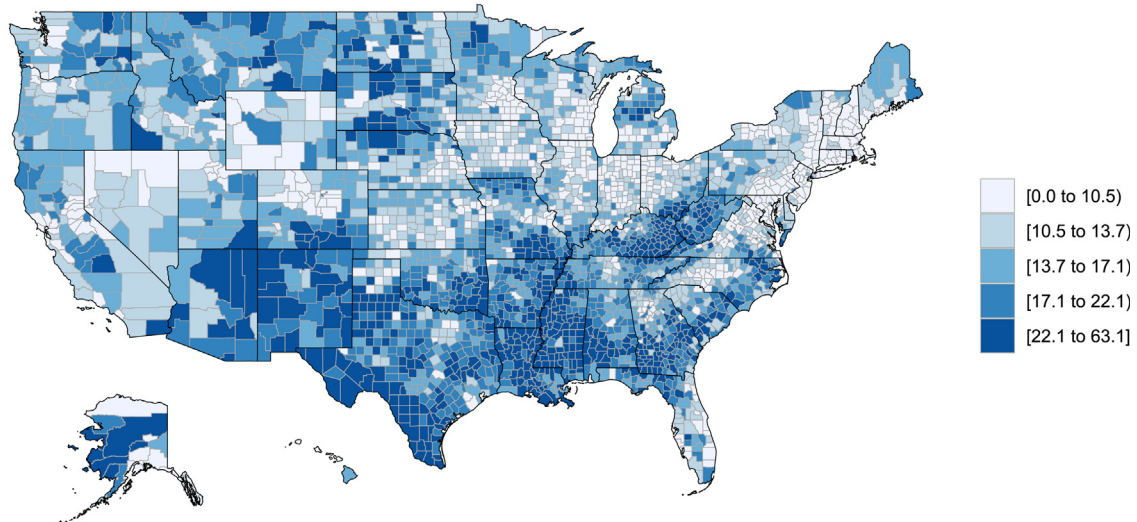 [0.0 to 10.5)
[10.5 to 13.7)
[13.7 to 17.1)
[17.1 to 22.1)
[22.1 to 63.1]